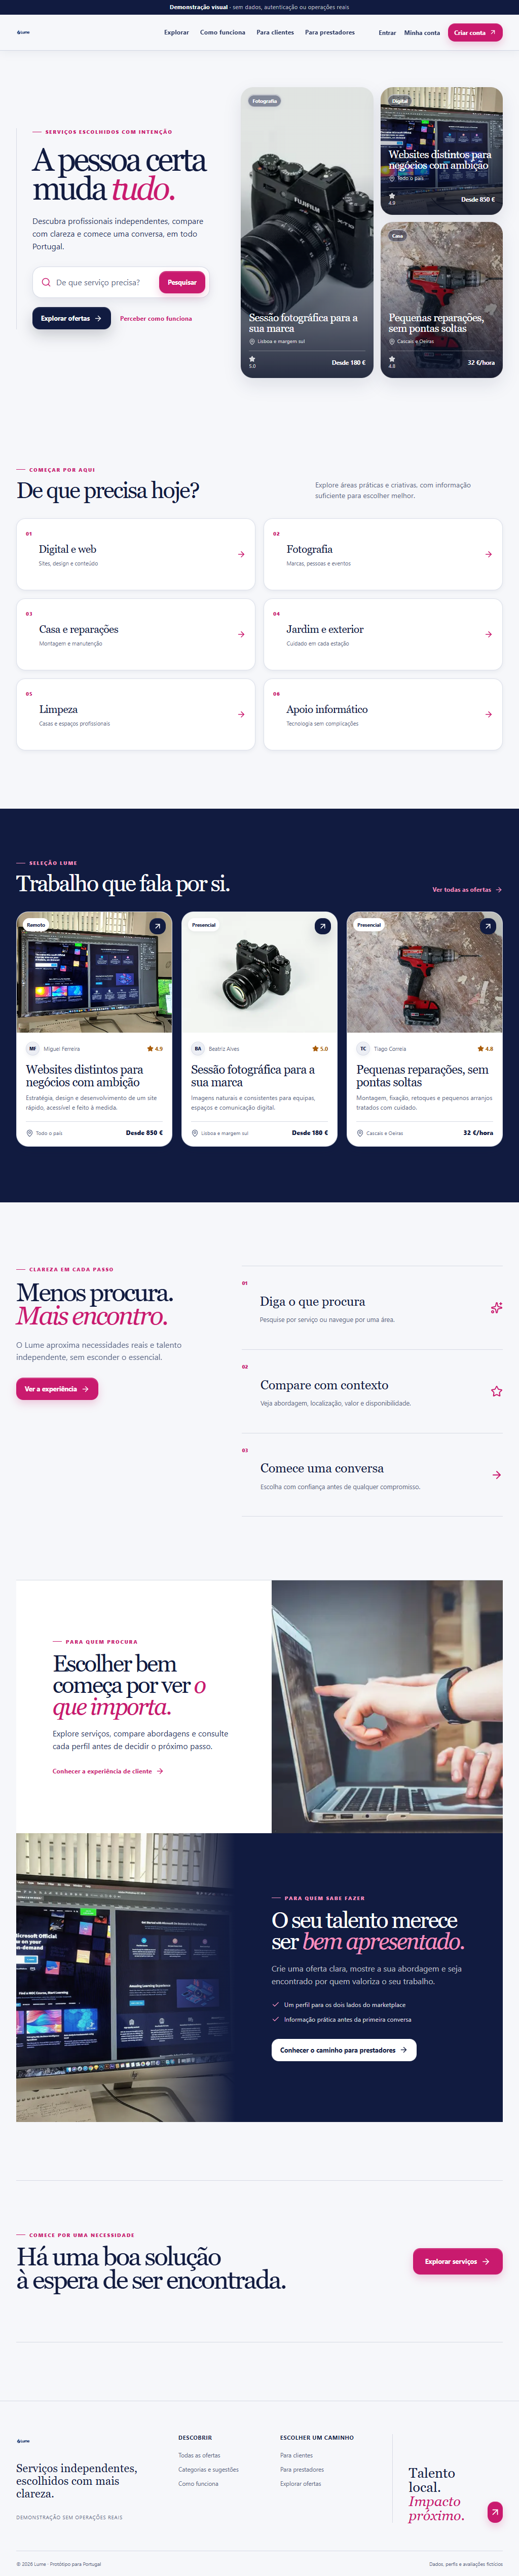 Demonstração visual · sem dados, autenticação ou operações reais
Lume
Explorar
Como funciona
Para clientes
Para prestadores
Entrar
Minha conta
Criar conta
SERVIÇOS ESCOLHIDOS COM INTENÇÃO
A pessoa certa
muda tudo.
Descubra profissionais independentes, compare
com clareza e comece uma conversa, em todo
Portugal.
De que serviço precisa?
Pesquisar
Explorar ofertas
Perceber como funciona
Fotografia
FUJIFILM
Sessão fotográfica para a
sua marca
Lisboa e margem sul
5.0
Desde 180 €
Digital
Websites distintos para
negócios com ambição
Todo o país
4.9
Desde 850 €
Casa
Pequenas reparações,
sem pontas soltas
Cascais e Oeiras
4.8
32 €/hora
COMEÇAR POR AQUI
De que precisa hoje?
Explore áreas práticas e criativas, com informação
suficiente para escolher melhor.
01
Digital e web
Sites, design e conteúdo
02
Fotografia
Marcas, pessoas e eventos
03
Casa e reparações
Montagem e manutenção
04
Jardim e exterior
Cuidado em cada estação
05
Limpeza
Casas e espaços profissionais
06
Apoio informático
Tecnologia sem complicações
SELEÇÃO LUME
Trabalho que fala por si.
Ver todas as ofertas
Remoto
MF
Miguel Ferreira
4.9
Websites distintos para
negócios com ambição
Estratégia, design e desenvolvimento de um site
rápido, acessível e feito à medida.
Todo o país
Desde 850 €
Presencial
BA
Beatriz Alves
5.0
Sessão fotográfica para a
sua marca
Imagens naturais e consistentes para equipas,
espaços e comunicação digital.
Lisboa e margem sul
Desde 180 €
Presencial
TC
Tiago Correia
4.8
Pequenas reparações, sem
pontas soltas
Montagem, fixação, retoques e pequenos arranjos
tratados com cuidado.
Cascais e Oeiras
32 €/hora
CLAREZA EM CADA PASSO
Menos procura.
Mais encontro.
O Lume aproxima necessidades reais e talento
independente, sem esconder o essencial.
Ver a experiência
01
Diga o que procura
Pesquise por serviço ou navegue por uma área.
02
Compare com contexto
Veja abordagem, localização, valor e disponibilidade.
03
Comece uma conversa
Escolha com confiança antes de qualquer compromisso.
PARA QUEM PROCURA
Escolher bem
começa por ver o
que importa.
Explore serviços, compare abordagens e consulte
cada perfil antes de decidir o próximo passo.
Conhecer a experiência de cliente
PARA QUEM SABE FAZER
O seu talento merece
ser bem apresentado.
Crie uma oferta clara, mostre a sua abordagem e seja
encontrado por quem valoriza o seu trabalho.
Um perfil para os dois lados do marketplace
Informação prática antes da primeira conversa
Conhecer o caminho para prestadores
COMECE POR UMA NECESSIDADE
Há uma boa solução
à espera de ser encontrada.
Explorar serviços
Lume
Serviços independentes,
escolhidos com mais
clareza.
DEMONSTRAÇÃO SEM OPERAÇÕES REAIS
DESCOBRIR
Todas as ofertas
Categorias e sugestões
Como funciona
ESCOLHER UM CAMINHO
Para clientes
Para prestadores
Explorar ofertas
Talento
local.
Impacto
próximo.
© 2026 Lume · Protótipo para Portugal
Dados, perfis e avaliações fictícios